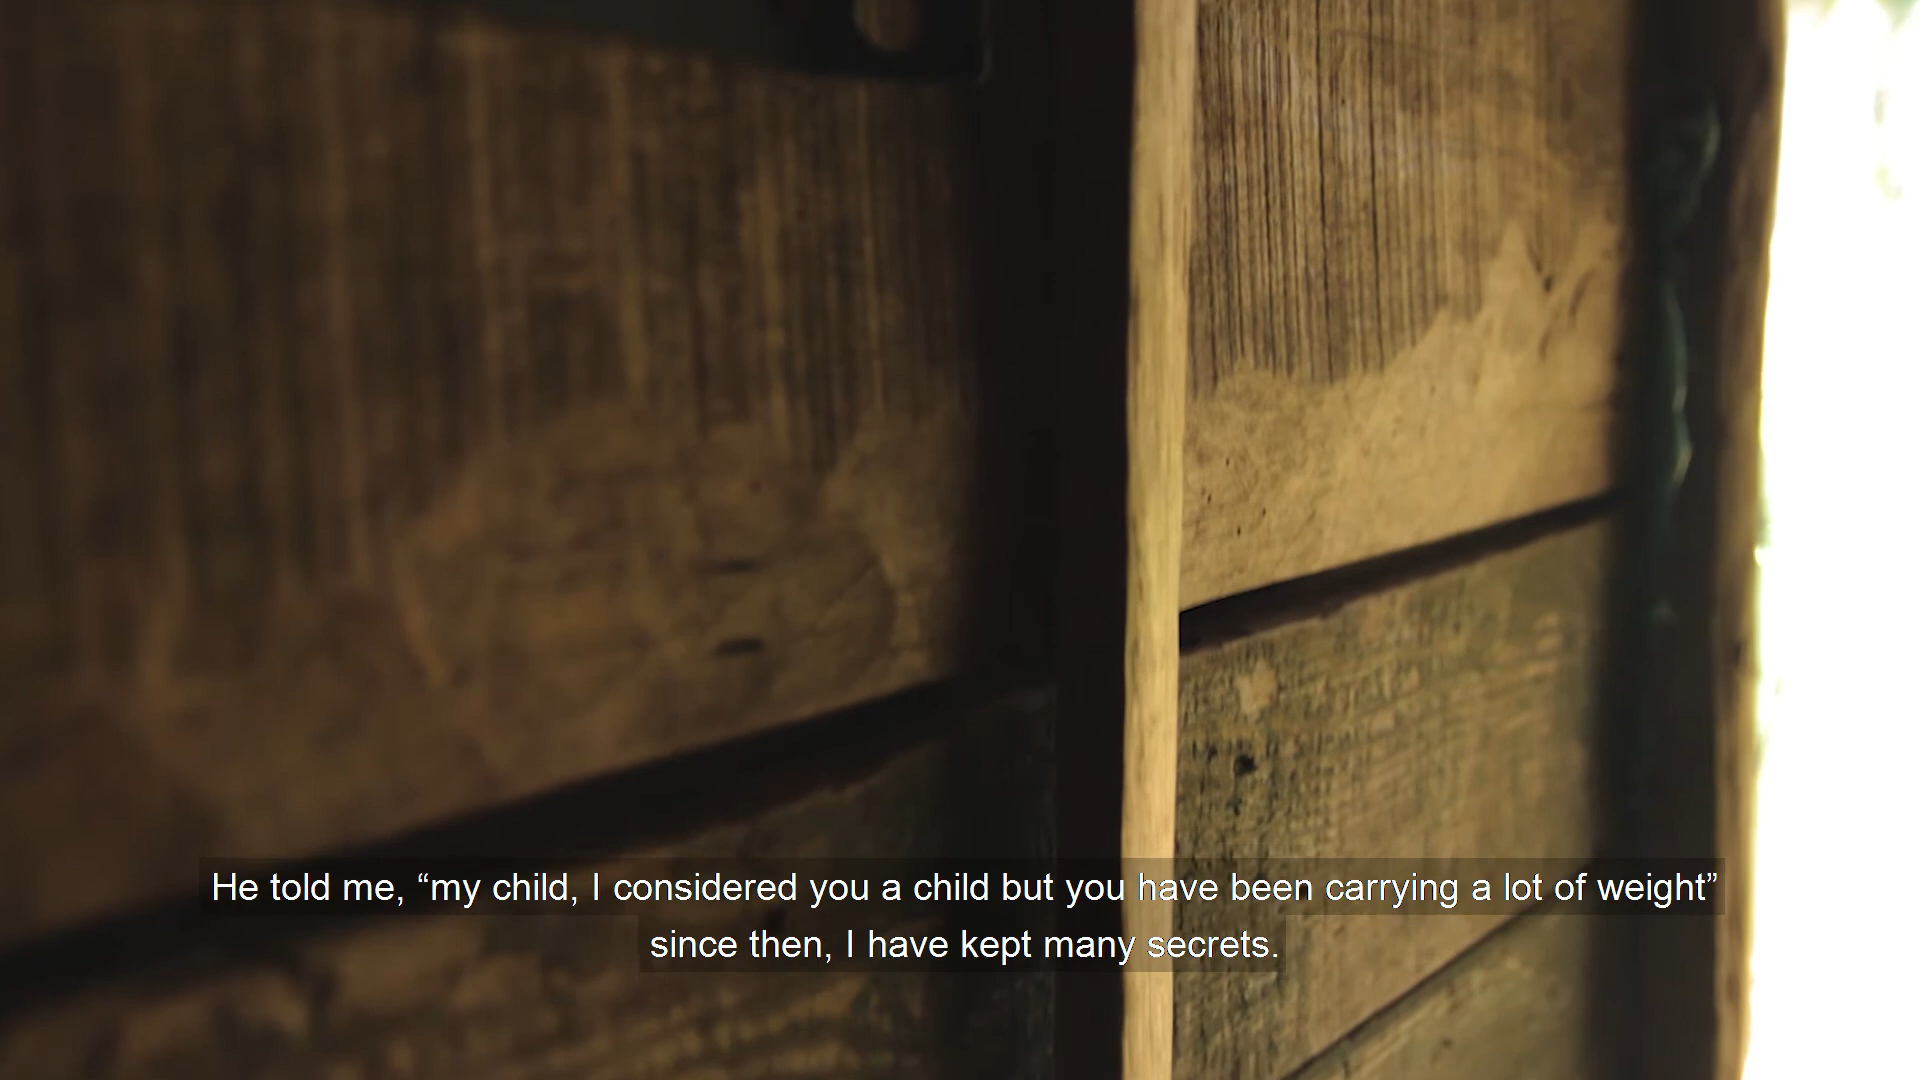 He told me, “my child, I considered you a child but you have been carrying a lot of weight”
since then, I have kept many secrets.